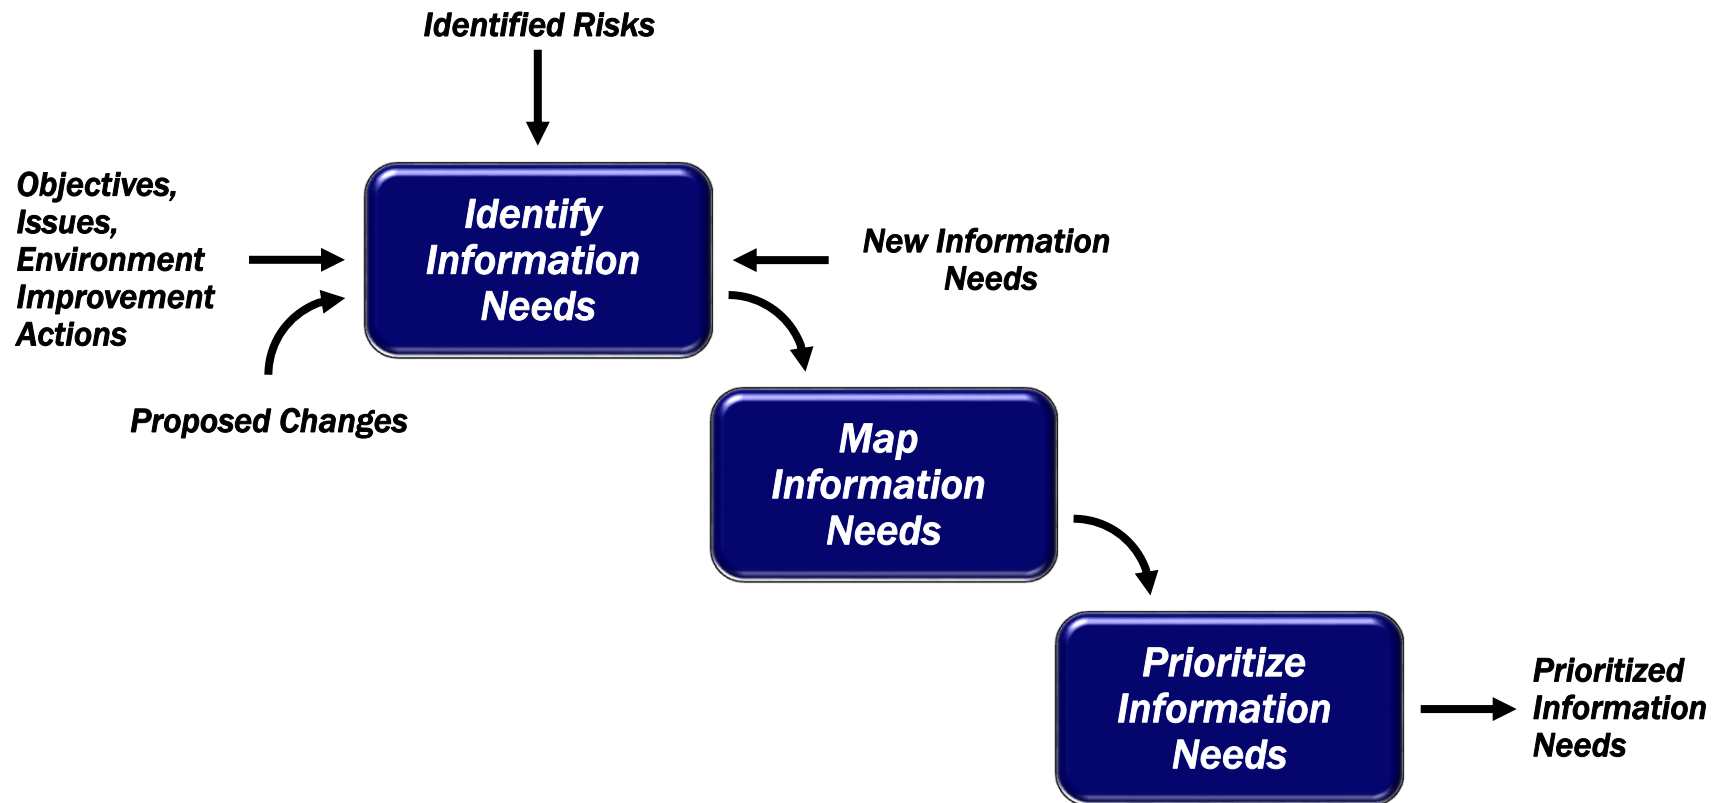 Identified Risks
Objectives,
Issues,
Environment
Improvement
Actions
Identify
Information
Needs
New Information
Needs
Proposed Changes
Map
Information
Needs
Prioritize
Information
Needs
Prioritized
Information
Needs